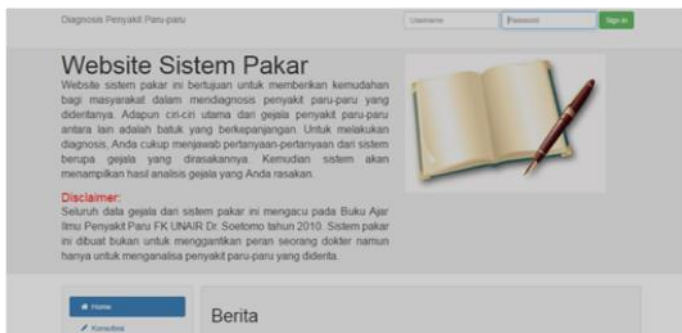 Diagnosis Penyakit Paru-paru
Username
Password
Sign in
Website Sistem Pakar
Website sistem pakar ini bertujuan untuk memberikan kemudahan
bagi masyarakat dalam mendiagnosis penyakit paru-paru yang
dideritanya. Adapun ciri-ciri utama dari gejala penyakit paru-paru
antara lain adalah batuk yang berkepanjangan. Untuk melakukan
diagnosis, Anda cukup menjawab pertanyaan-pertanyaan dari sistem
berupa gejala yang dirasakannya. Kemudian sistem akan
menampilkan hasil analisis gejala yang Anda rasakan.
Disclaimer:
Seluruh data gejala dari sistem pakar ini mengacu pada Buku Ajar
Ilmu Penyakit Paru FK UNAIR Dr. Soetomo tahun 2010. Sistem pakar
ini dibuat bukan untuk menggantikan peran seorang dokter namun
hanya untuk menganalisa penyakit paru-paru yang diderita.
Home
Berita